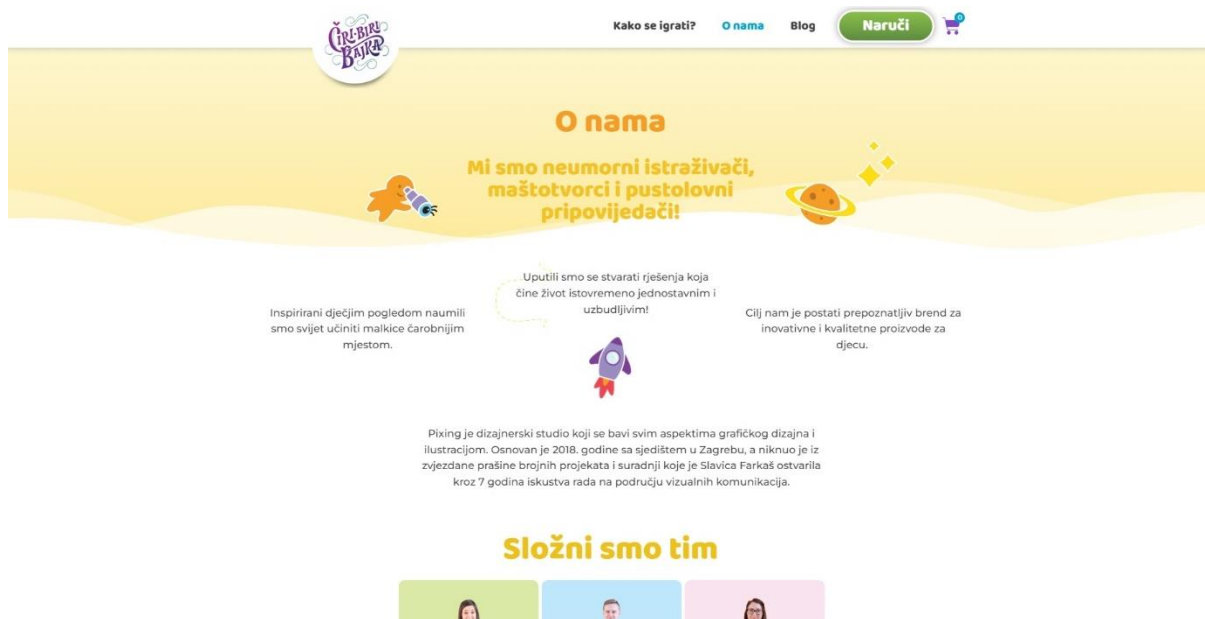 ČIRI-BIRI
BAJKA
Kako se igrati?
O nama
Blog
Naruči
0
O nama
Mi smo neumorni istraživači,
maštotvorci i pustolovni
pripovijedači!
Inspirirani dječjim pogledom naumili
smo svijet učiniti malkice čarobnijim
mjestom.
Uputili smo se stvarati rješenja koja
čine život istovremeno jednostavnim i
uzbudljivim!
Cilj nam je postati prepoznatljiv brend za
inovativne i kvalitetne proizvode za
djecu.
Pixing je dizajnerski studio koji se bavi svim aspektima grafičkog dizajna i
ilustracijom. Osnovan je 2018. godine sa sjedištem u Zagrebu, a niknuo je iz
zvjezdane prašine brojnih projekata i suradnji koje je Slavica Farkaš ostvarila
kroz 7 godina iskustva rada na području vizualnih komunikacija.
Složni smo tim